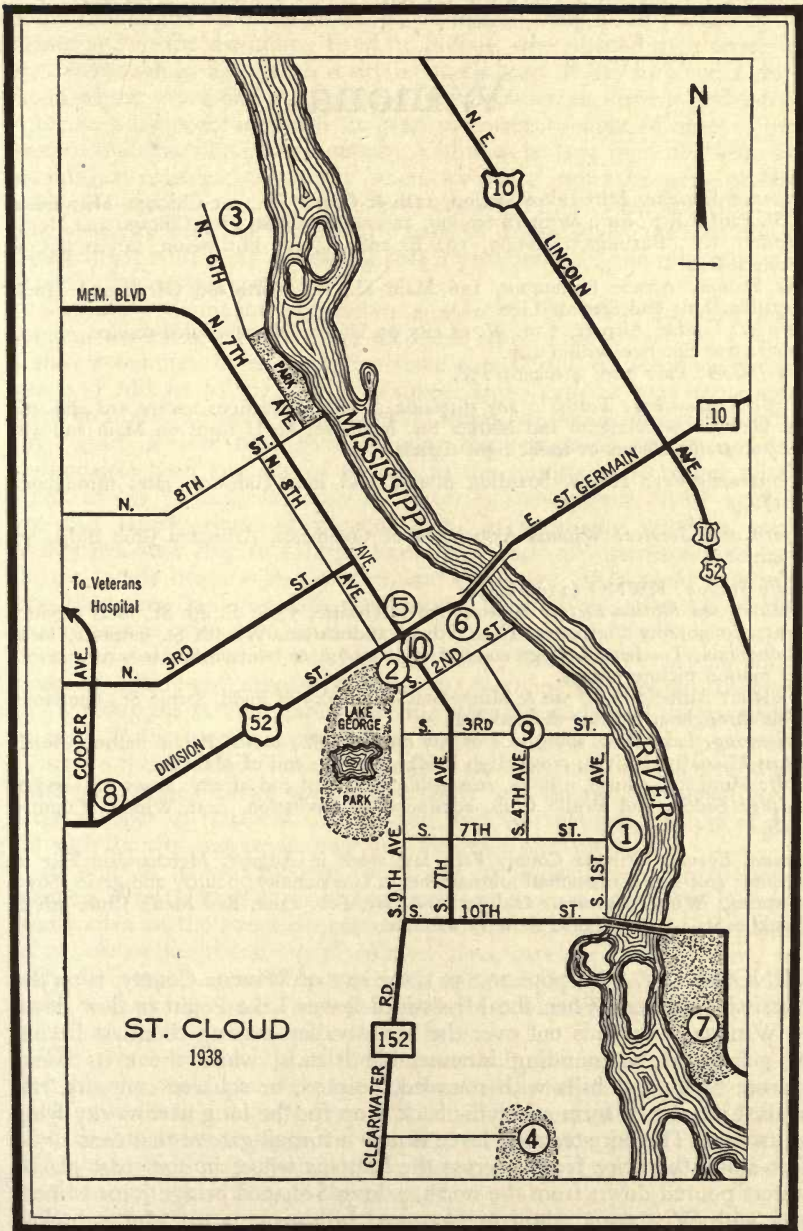 N
N. E.
10
LINCOLN
AVE.
3
N. 6TH
MEM. BLVD
N. 7TH
AVE
PARK
MISSISSIPPI
RIVER
10
10
52
E. ST. GERMAIN
N. 8TH ST.
N. 8TH AVE.
AVE.
To Veterans
Hospital
N. 3RD ST.
5
10
6
2
S. 2ND ST.
COOPER AVE.
DIVISION ST.
52
LAKE
GEORGE
PARK
S. 3RD ST.
9
8
S. 9TH AVE
S. 7TH AVE.
S. 4TH AVE.
S. 1ST. AVE.
S. 7TH ST.
1
S. 10TH ST.
7
ST. CLOUD
1938
CLEARWATER RD.
152
4